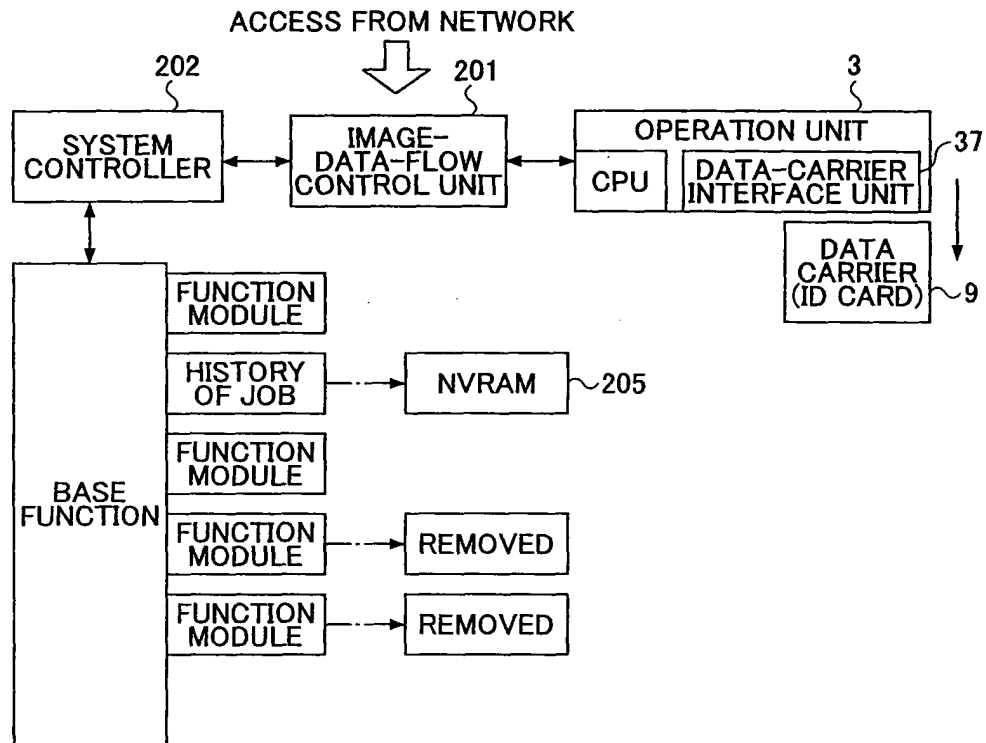 ACCESS FROM NETWORK
202
201
3
SYSTEM
CONTROLLER
IMAGE-
DATA-FLOW
CONTROL UNIT
OPERATION UNIT
CPU
DATA-CARRIER
INTERFACE UNIT
37
DATA
CARRIER
(ID CARD)
9
BASE
FUNCTION
FUNCTION
MODULE
HISTORY
OF JOB
NVRAM
205
FUNCTION
MODULE
FUNCTION
MODULE
REMOVED
FUNCTION
MODULE
REMOVED